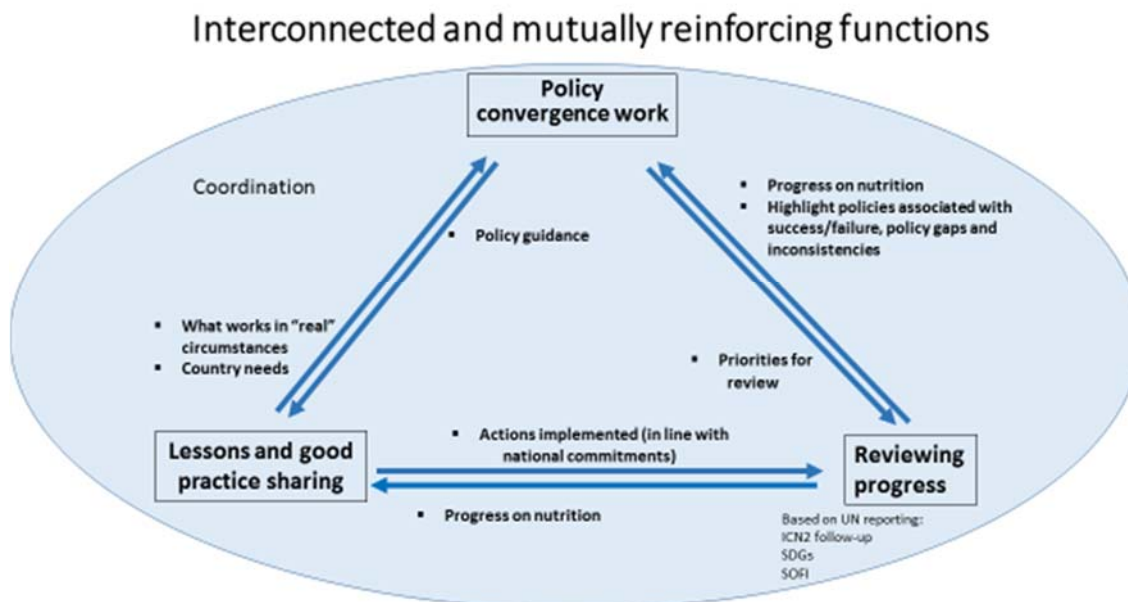 Interconnected and mutually reinforcing functions
Policy
convergence work
Coordination
▪ Progress on nutrition
▪ Highlight policies associated with
success/failure, policy gaps and
inconsistencies
▪ Policy guidance
▪ What works in “real”
circumstances
▪ Country needs
▪ Priorities for
review
Lessons and good
practice sharing
▪ Actions implemented (in line with
national commitments)
▪ Progress on nutrition
Reviewing
progress
Based on UN reporting:
ICN2 follow-up
SDGs
SOFI